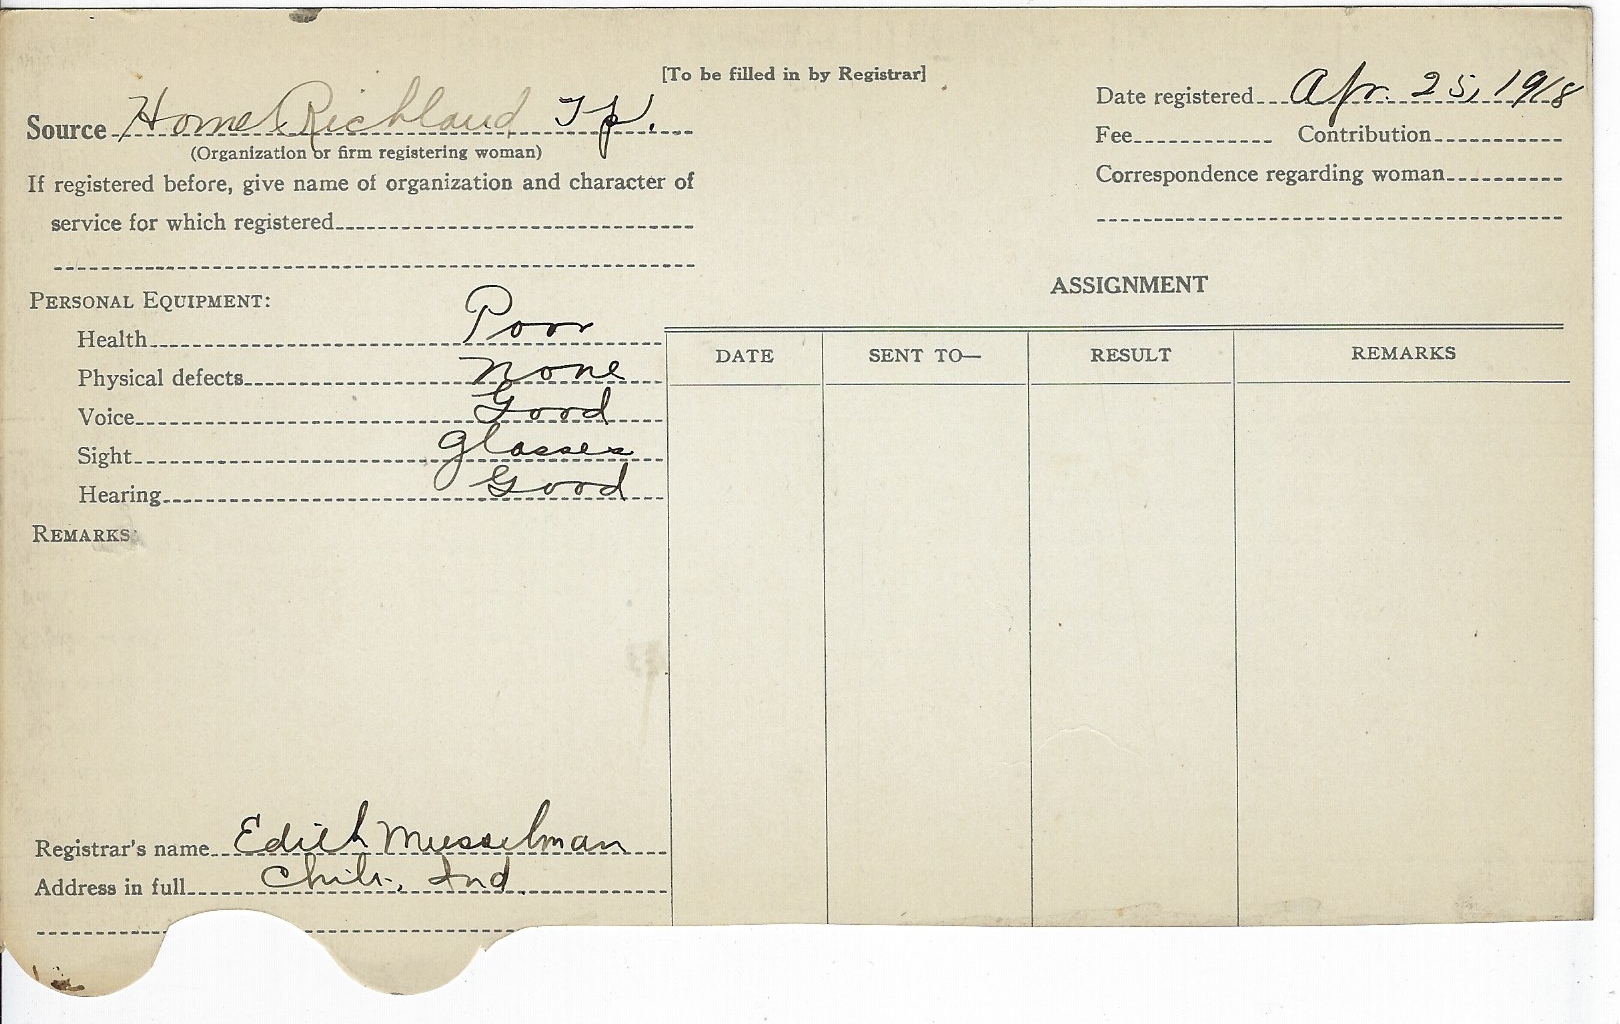 [To be filled in by Registrar]
Source Home Richland Tp.
(Organization or firm registering woman)
If registered before, give name of organization and character of
service for which registered
Date registered Apr. 25, 1918
Fee Contribution
Correspondence regarding woman
PERSONAL EQUIPMENT:
Health Poor
Physical defects None
Voice Good
Sight Glasses
Hearing Good
REMARKS:
ASSIGNMENT
DATE SENT TO— RESULT REMARKS
Registrar's name Edith Musselman
Address in full Chili, Ind.